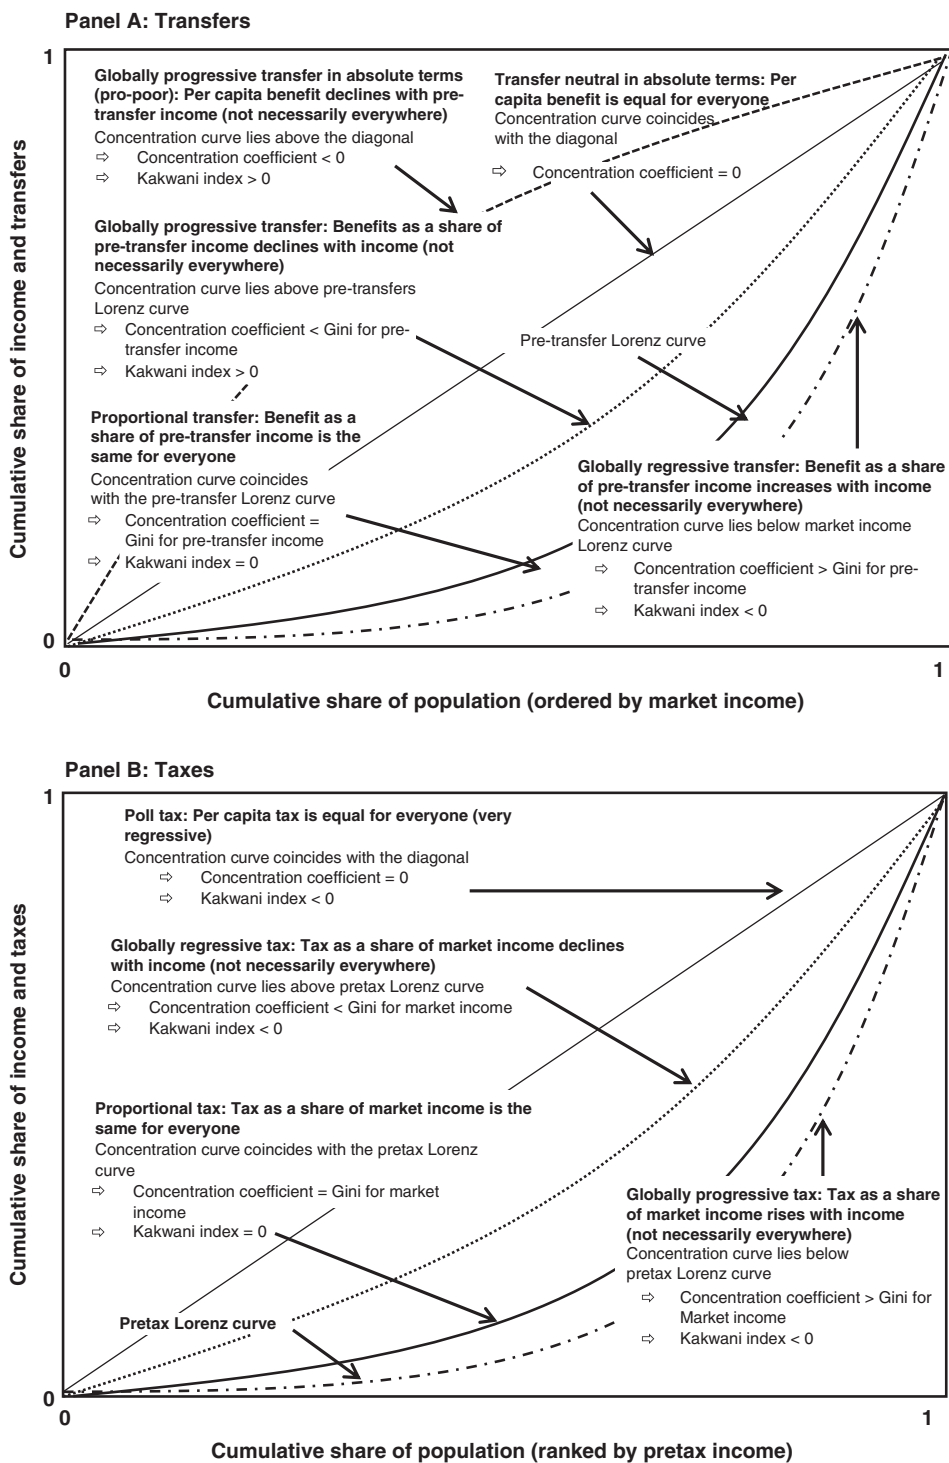 Panel A: Transfers
1
Globally progressive transfer in absolute terms
(pro-poor): Per capita benefit declines with pre-
transfer income (not necessarily everywhere)
Concentration curve lies above the diagonal
⇨ Concentration coefficient < 0
⇨ Kakwani index > 0
Transfer neutral in absolute terms: Per
capita benefit is equal for everyone
Concentration curve coincides
with the diagonal
⇨ Concentration coefficient = 0
Globally progressive transfer: Benefits as a share of
pre-transfer income declines with income (not
necessarily everywhere)
Concentration curve lies above pre-transfers
Lorenz curve
⇨ Concentration coefficient < Gini for pre-
transfer income
⇨ Kakwani index > 0
Pre-transfer Lorenz curve
Proportional transfer: Benefit as a
share of pre-transfer income is the
same for everyone
Concentration curve coincides
with the pre-transfer Lorenz curve
⇨ Concentration coefficient =
Gini for pre-transfer income
⇨ Kakwani index = 0
Globally regressive transfer: Benefit as a share
of pre-transfer income increases with income
(not necessarily everywhere)
Concentration curve lies below market income
Lorenz curve
⇨ Concentration coefficient > Gini for pre-
transfer income
⇨ Kakwani index < 0
Cumulative share of income and transfers
0
0
1
Cumulative share of population (ordered by market income)
Panel B: Taxes
1
Poll tax: Per capita tax is equal for everyone (very
regressive)
Concentration curve coincides with the diagonal
⇨ Concentration coefficient = 0
⇨ Kakwani index < 0
Globally regressive tax: Tax as a share of market income declines
with income (not necessarily everywhere)
Concentration curve lies above pretax Lorenz curve
⇨ Concentration coefficient < Gini for market income
⇨ Kakwani index < 0
Proportional tax: Tax as a share of market income is the
same for everyone
Concentration curve coincides with the pretax Lorenz
curve
⇨ Concentration coefficient = Gini for market
income
⇨ Kakwani index = 0
Pretax Lorenz curve
Globally progressive tax: Tax as a share
of market income rises with income
(not necessarily everywhere)
Concentration curve lies below
pretax Lorenz curve
⇨ Concentration coefficient > Gini for
Market income
⇨ Kakwani index < 0
Cumulative share of income and taxes
0
0
1
Cumulative share of population (ranked by pretax income)